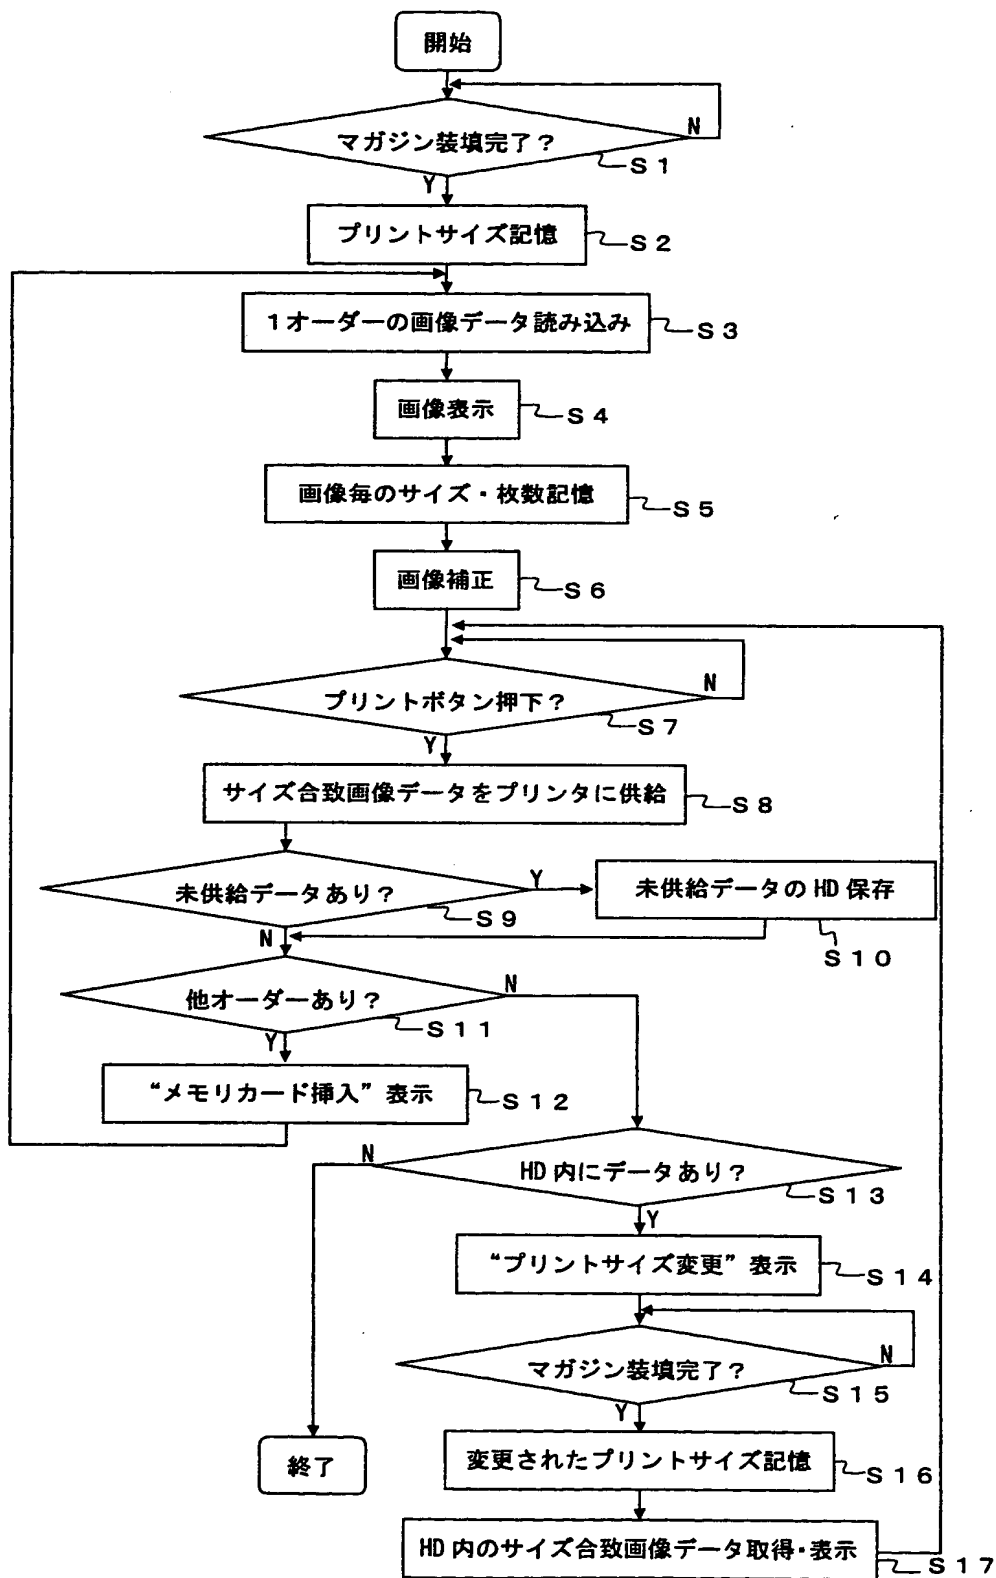 開始
N
マガジン装填完了？
S1
Y
プリントサイズ記憶
S2
1オーダーの画像データ読み込み
S3
画像表示
S4
画像毎のサイズ・枚数記憶
S5
画像補正
S6
N
プリントボタン押下？
S7
Y
サイズ合致画像データをプリンタに供給
S8
未供給データあり？
Y
S9
未供給データのHD保存
S10
N
他オーダーあり？
N
S11
Y
“メモリカード挿入”表示
S12
N
HD内にデータあり？
S13
Y
“プリントサイズ変更”表示
S14
N
マガジン装填完了？
S15
Y
終了
変更されたプリントサイズ記憶
S16
HD内のサイズ合致画像データ取得・表示
S17